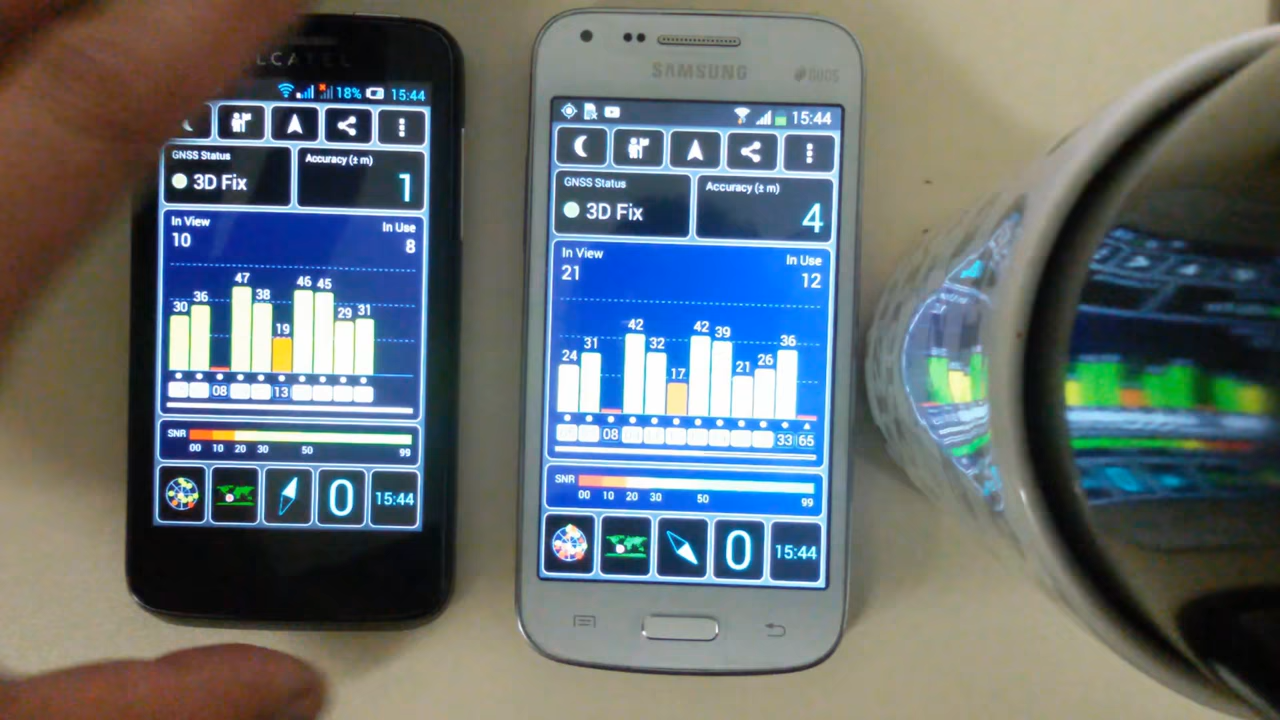 LCATEL
18% 15:44
GNSS Status
3D Fix
Accuracy (± m)
1
In View
10
In Use
8
30 36 47 38 19 46 45 29 31
08 13
SNR
00 10 20 30 50 99
0
15:44
SAMSUNG
DUOS
15:44
GNSS Status
3D Fix
Accuracy (± m)
4
In View
21
In Use
12
24 31 42 32 17 42 39 21 26 36
08 33 65
SNR
00 10 20 30 50 99
0
15:44